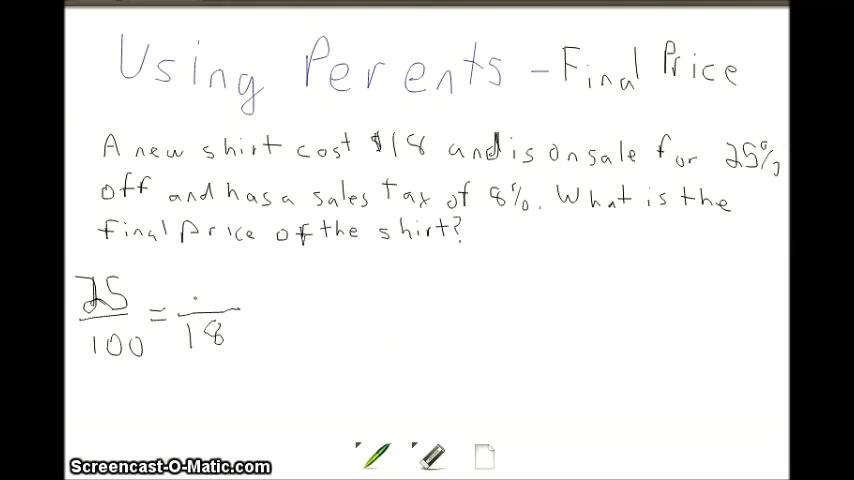 Using Perents - Final Price
A new shirt cost $18 and is on sale for 25%
off and has a sales tax of 8%. What is the
final price of the shirt?
25
100
=
18
Screencast-O-Matic.com